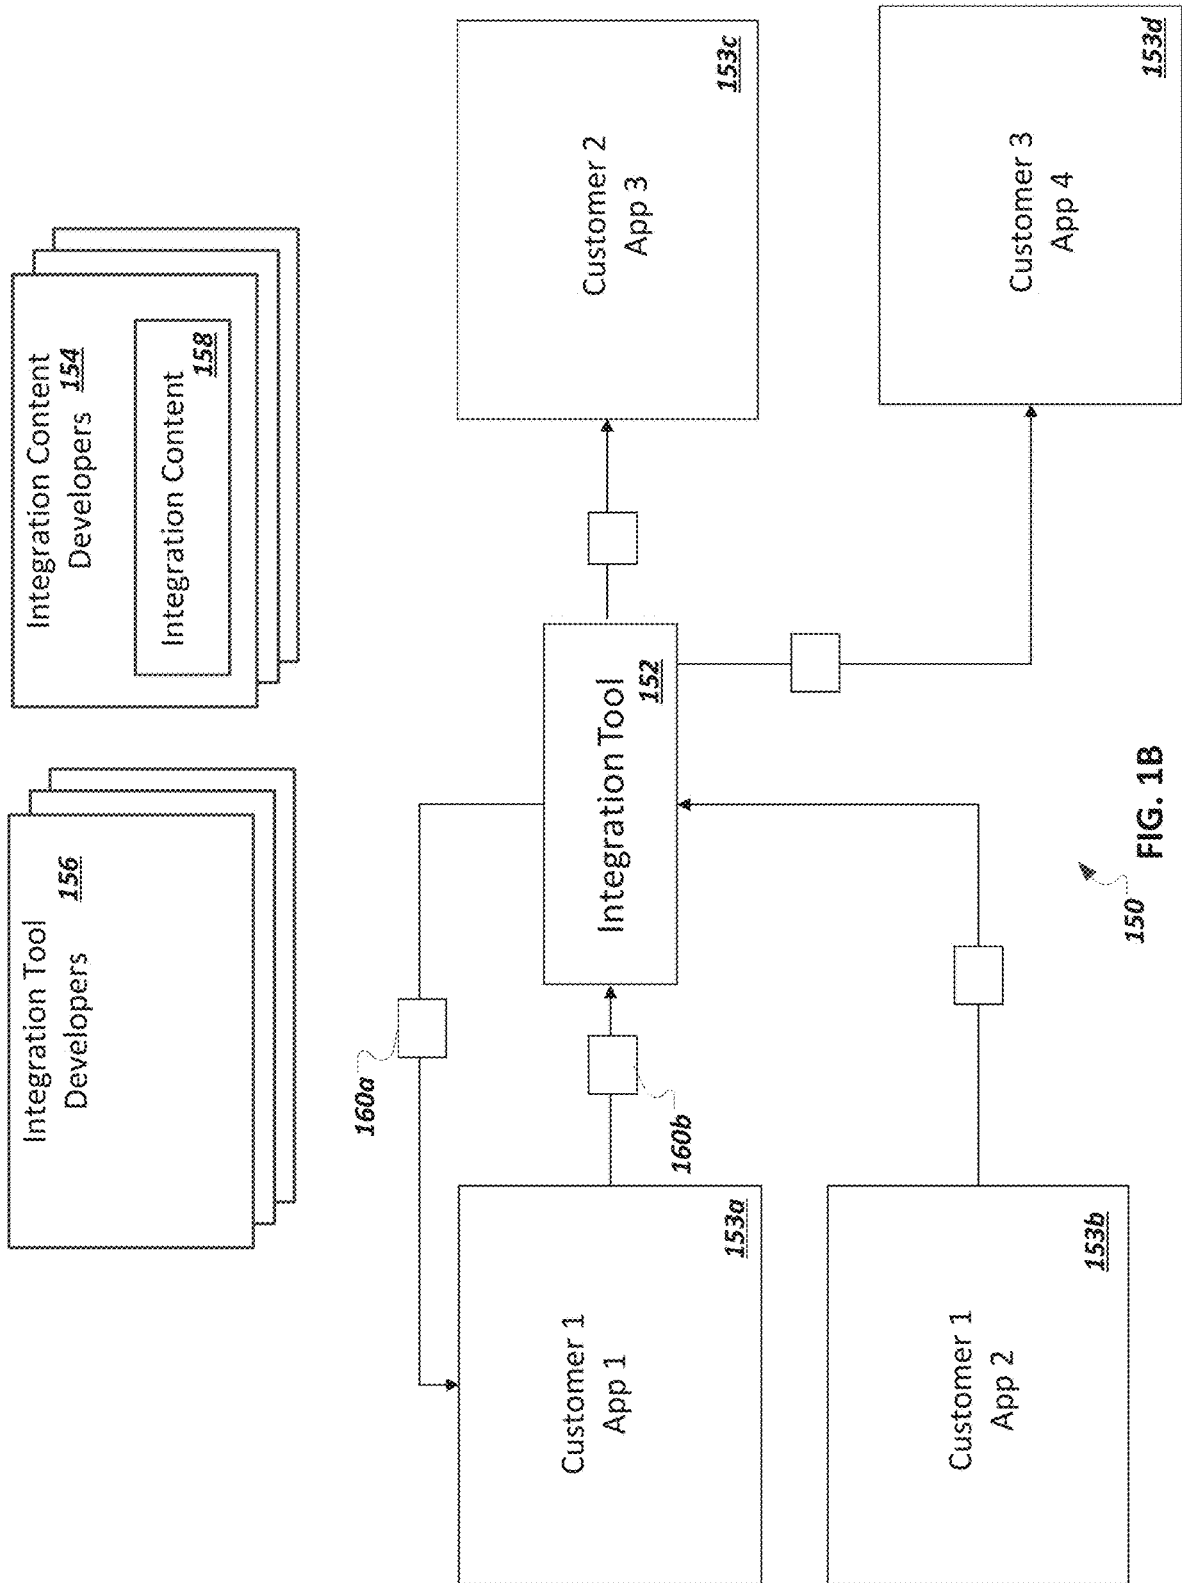 Integration Tool
Developers
156
Integration Content
Developers
154
Integration Content
158
160a
160b
Customer 1
App 1
153a
Integration Tool
152
Customer 2
App 3
153c
Customer 1
App 2
153b
Customer 3
App 4
153d
150
FIG. 1B